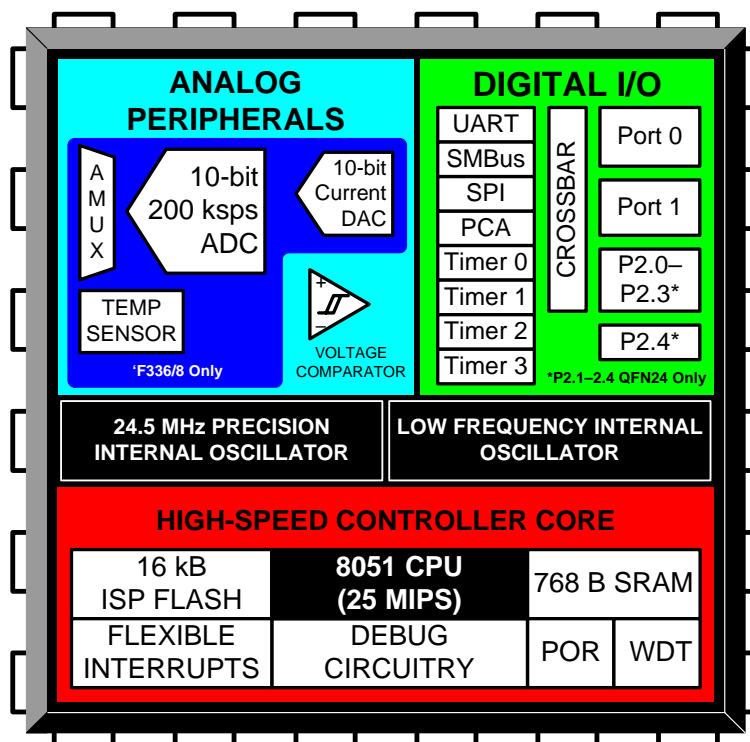 ANALOG
PERIPHERALS
A
M
U
X
10-bit
200 ksps
ADC
10-bit
Current
DAC
TEMP
SENSOR
+
–
VOLTAGE
COMPARATOR
‘F336/8 Only
DIGITAL I/O
UART
SMBus
SPI
PCA
Timer 0
Timer 1
Timer 2
Timer 3
CROSSBAR
Port 0
Port 1
P2.0–
P2.3*
P2.4*
*P2.1–2.4 QFN24 Only
24.5 MHz PRECISION
INTERNAL OSCILLATOR
LOW FREQUENCY INTERNAL
OSCILLATOR
HIGH-SPEED CONTROLLER CORE
16 kB
ISP FLASH
8051 CPU
(25 MIPS)
768 B SRAM
FLEXIBLE
INTERRUPTS
DEBUG
CIRCUITRY
POR
WDT